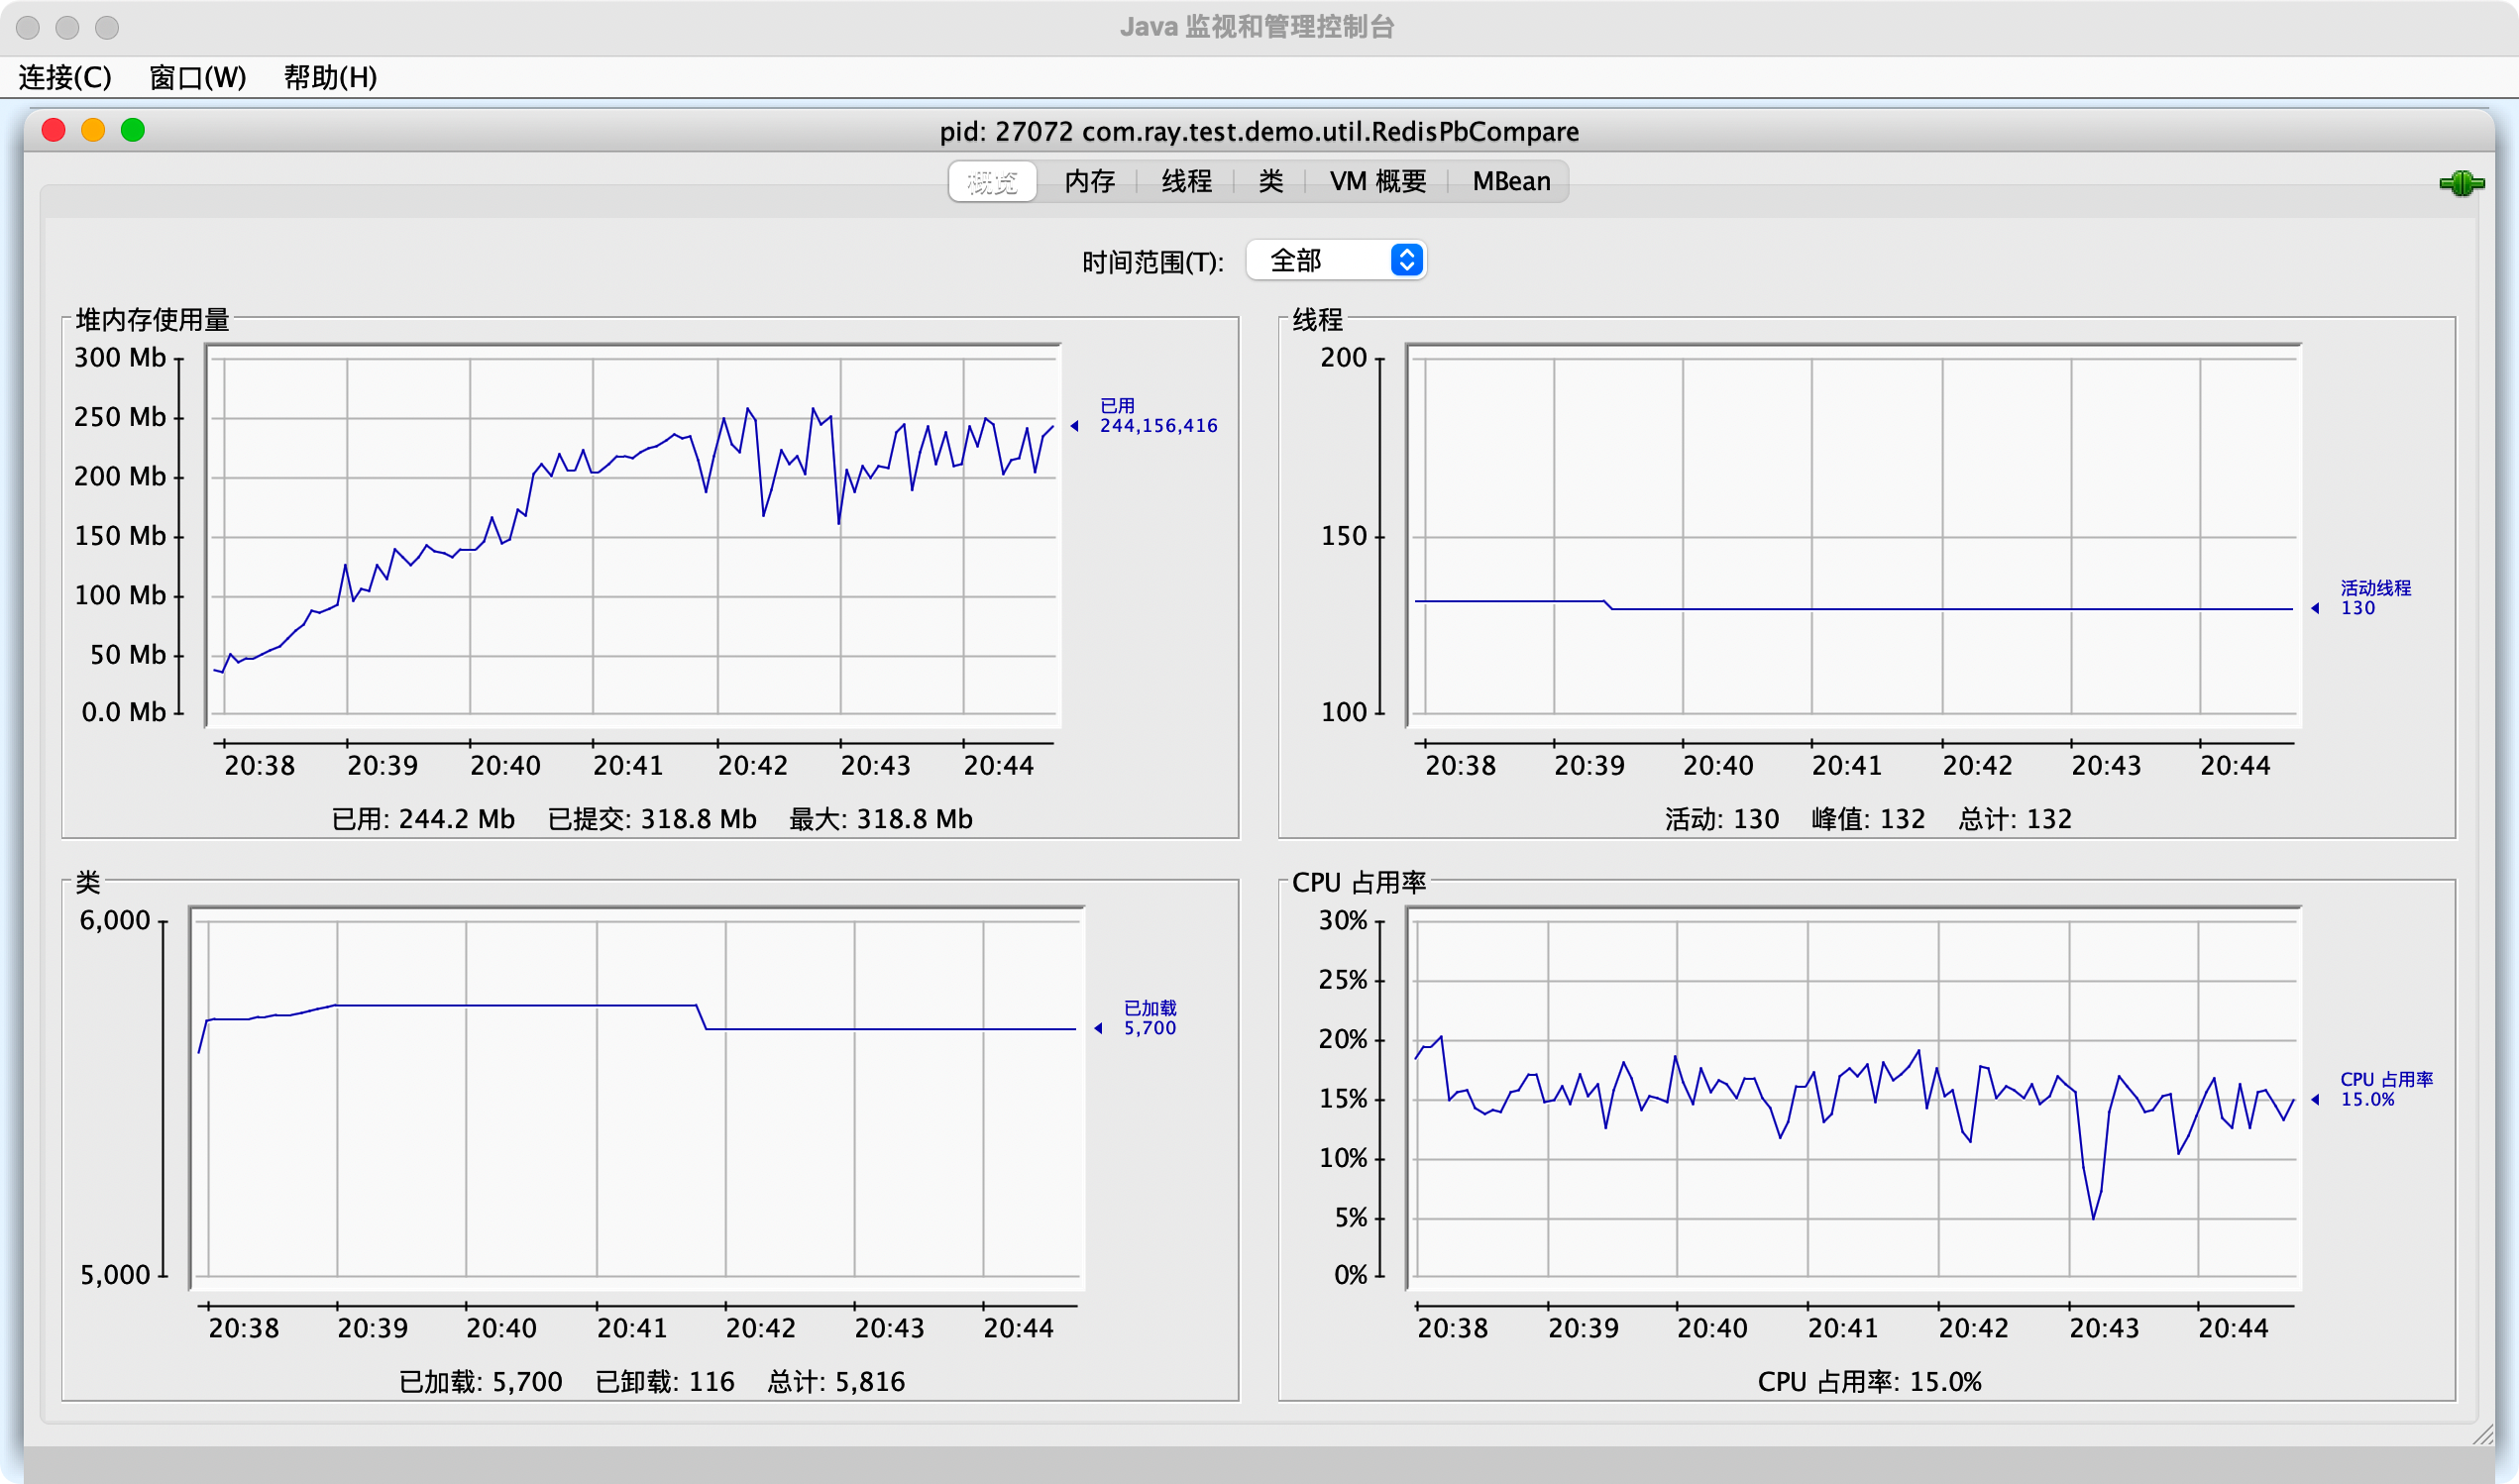 Java 监视和管理控制台
连接(C) 窗口(W) 帮助(H)
pid: 27072 com.ray.test.demo.util.RedisPbCompare
概览 内存 线程 类 VM 概要 MBean
时间范围(T): 全部
堆内存使用量
300 Mb
250 Mb
200 Mb
150 Mb
100 Mb
50 Mb
0.0 Mb
已用
244,156,416
20:38 20:39 20:40 20:41 20:42 20:43 20:44
已用: 244.2 Mb 已提交: 318.8 Mb 最大: 318.8 Mb
线程
200
150
100
活动线程
130
20:38 20:39 20:40 20:41 20:42 20:43 20:44
活动: 130 峰值: 132 总计: 132
类
6,000
5,000
已加载
5,700
20:38 20:39 20:40 20:41 20:42 20:43 20:44
已加载: 5,700 已卸载: 116 总计: 5,816
CPU 占用率
30%
25%
20%
15%
10%
5%
0%
CPU 占用率
15.0%
20:38 20:39 20:40 20:41 20:42 20:43 20:44
CPU 占用率: 15.0%